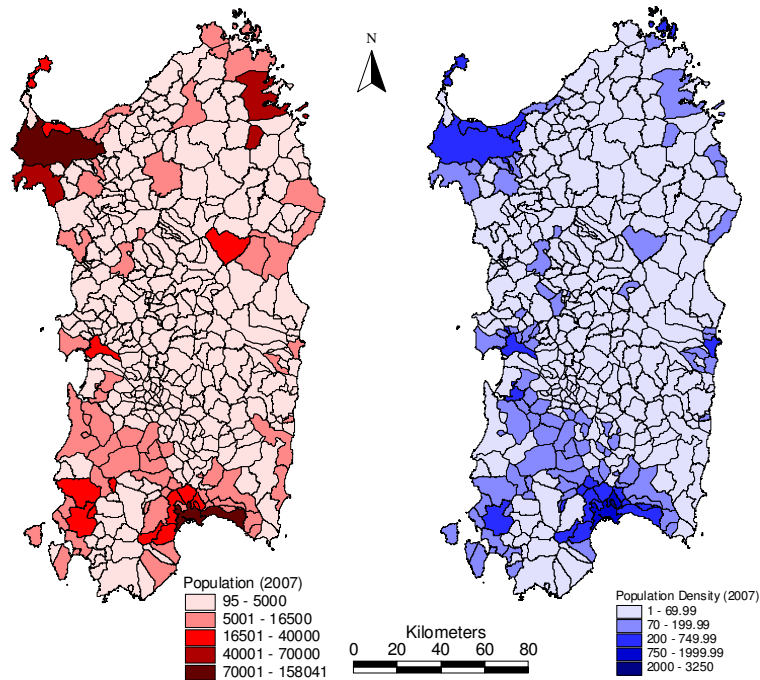 N
Population (2007)
95 - 5000
5001 - 16500
16501 - 40000
40001 - 70000
70001 - 158041
Kilometers
0 20 40 60 80
Population Density (2007)
1 - 69.99
70 - 199.99
200 - 749.99
750 - 1999.99
2000 - 3250